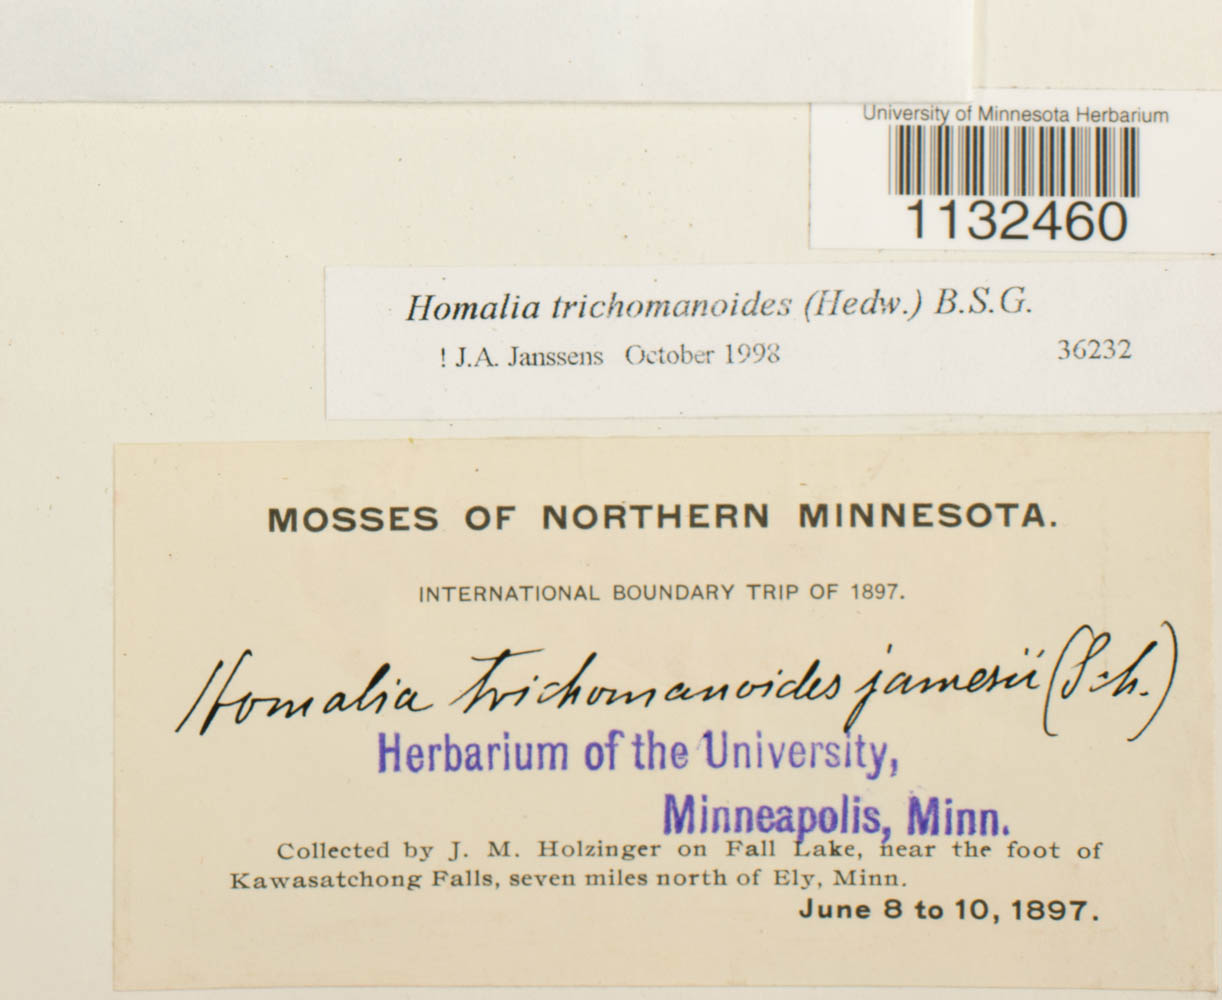 University of Minnesota Herbarium
1132460
Homalia trichomanoides (Hedw.) B.S.G.
! J.A. Janssens October 1998 36232
MOSSES OF NORTHERN MINNESOTA.
INTERNATIONAL BOUNDARY TRIP OF 1897.
Homalia trichomanoides jamesii (Sch.)
Herbarium of the University,
Minneapolis, Minn.
Collected by J. M. Holzinger on Fall Lake, near the foot of
Kawasatchong Falls, seven miles north of Ely, Minn.
June 8 to 10, 1897.